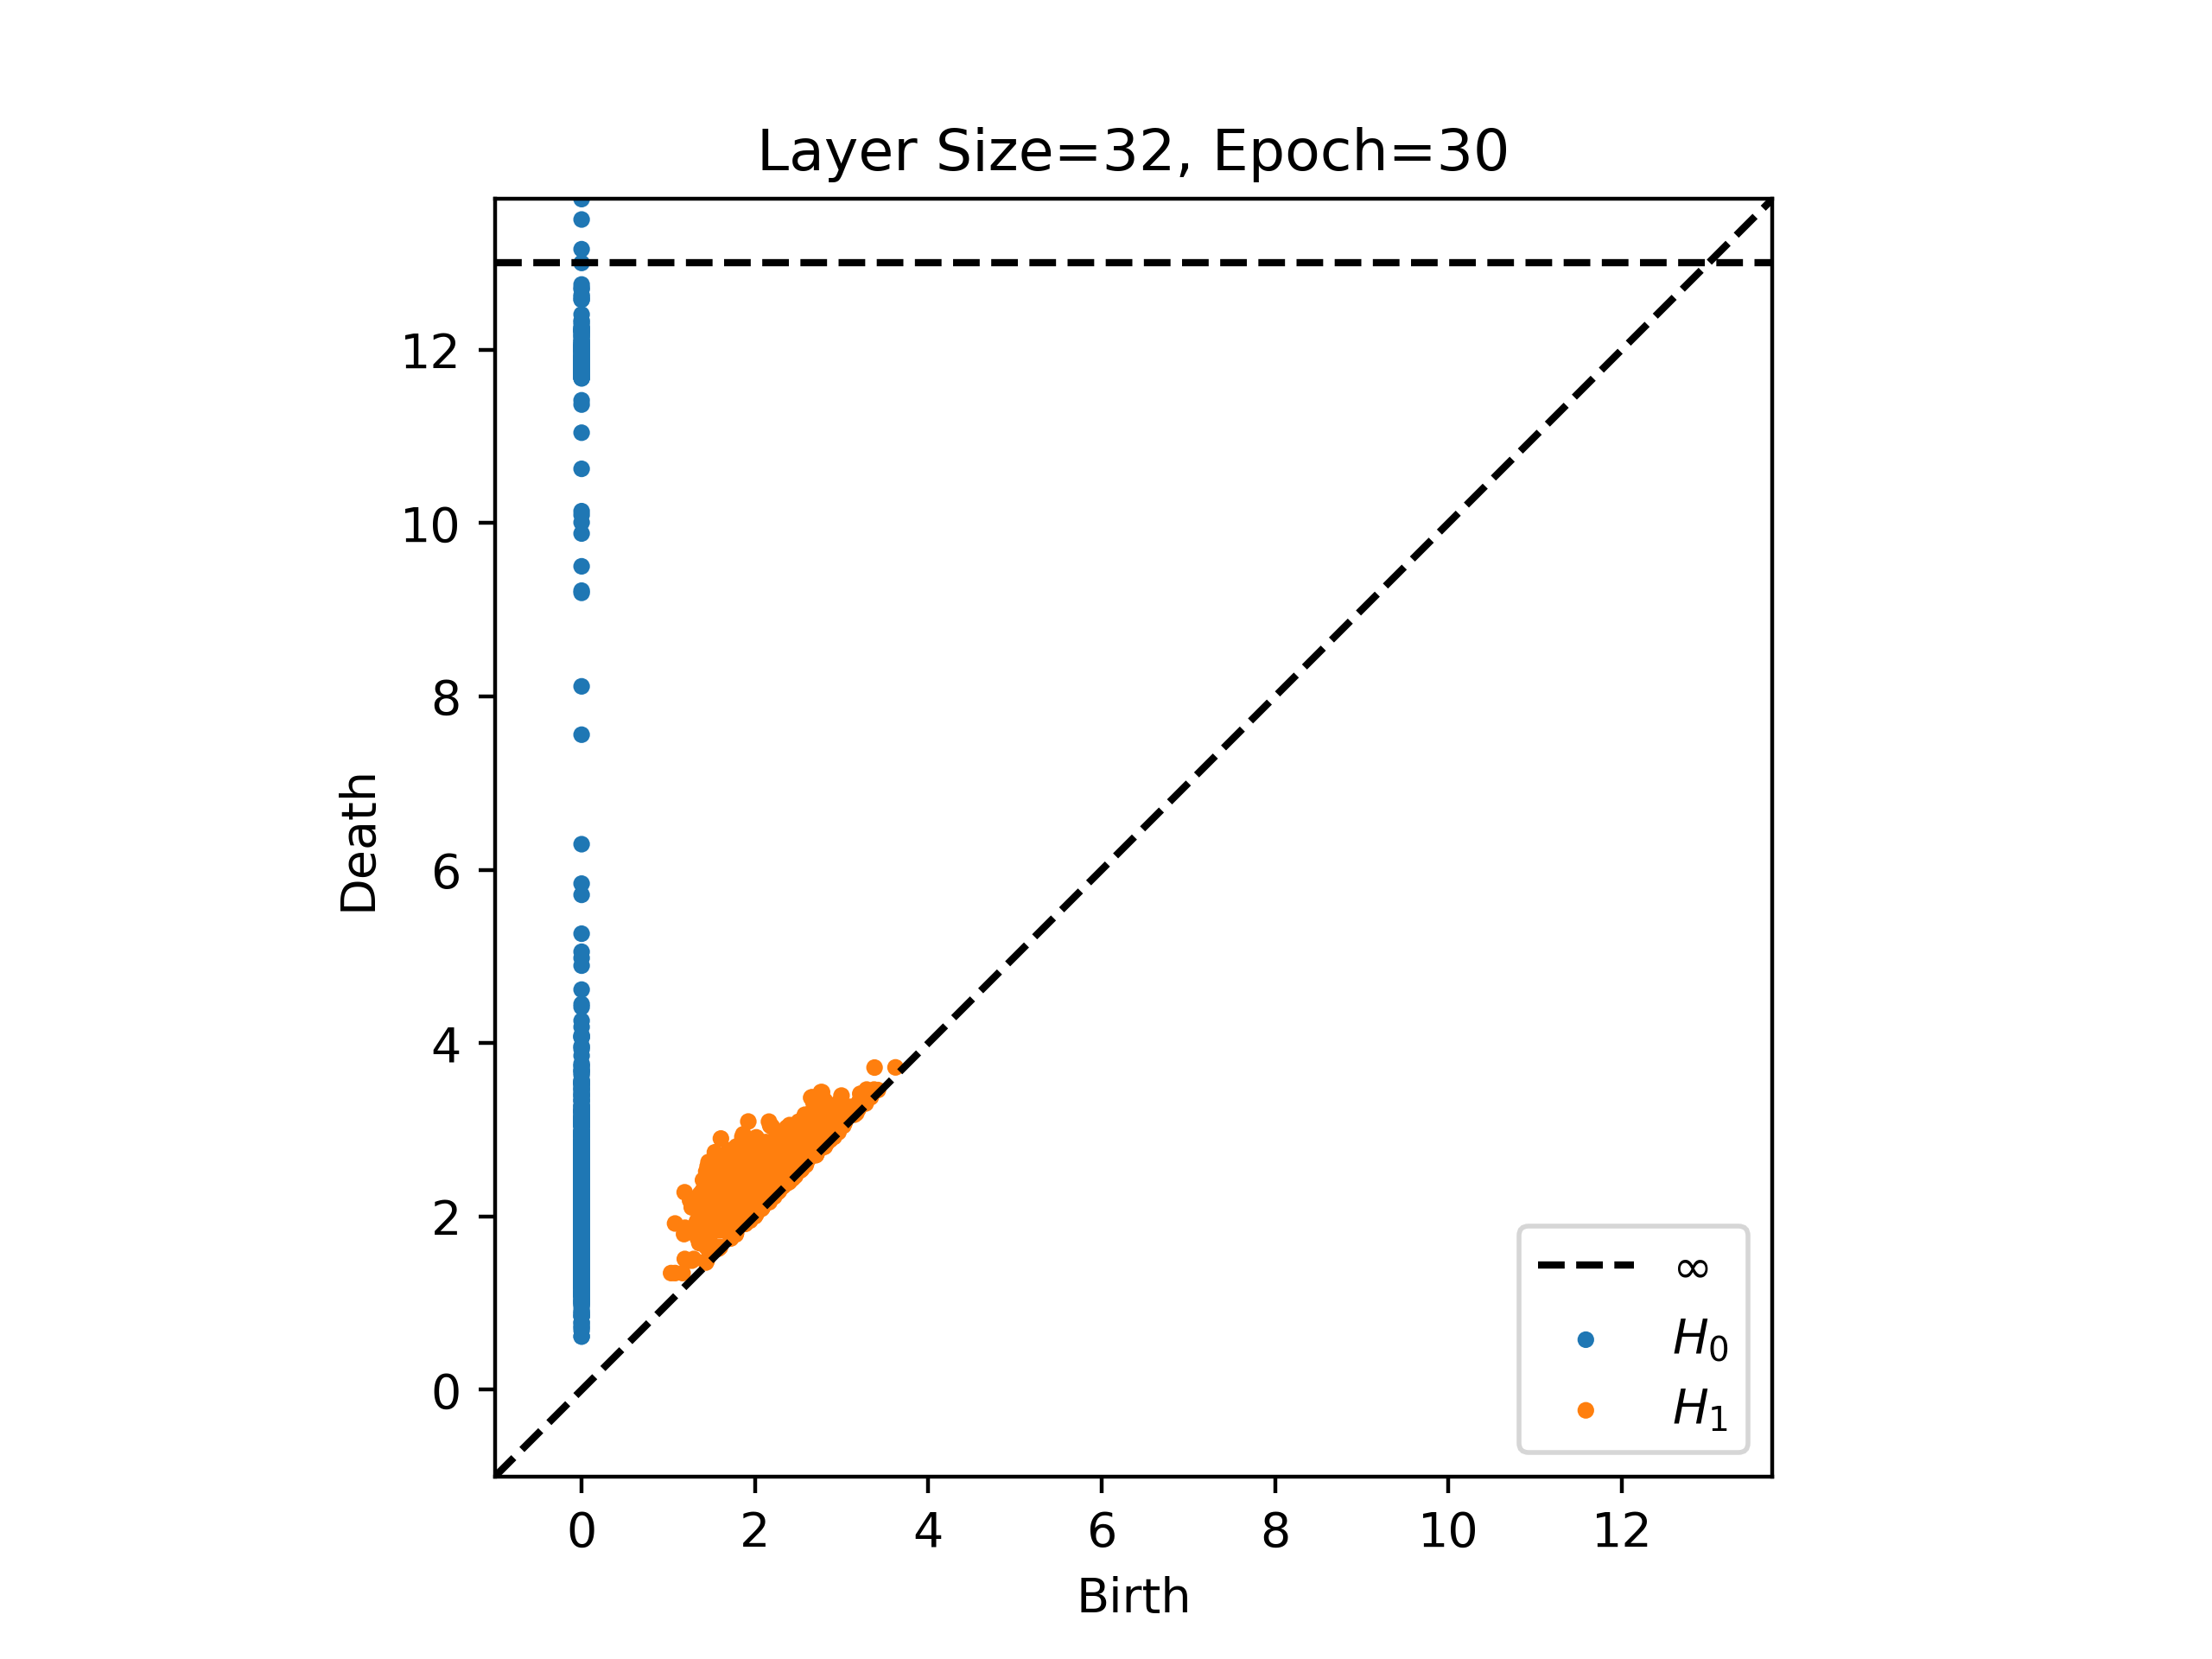 Layer Size=32, Epoch=30
12
10
8
6
4
2
0
Death
∞
H₀
H₁
0 2 4 6 8 10 12
Birth